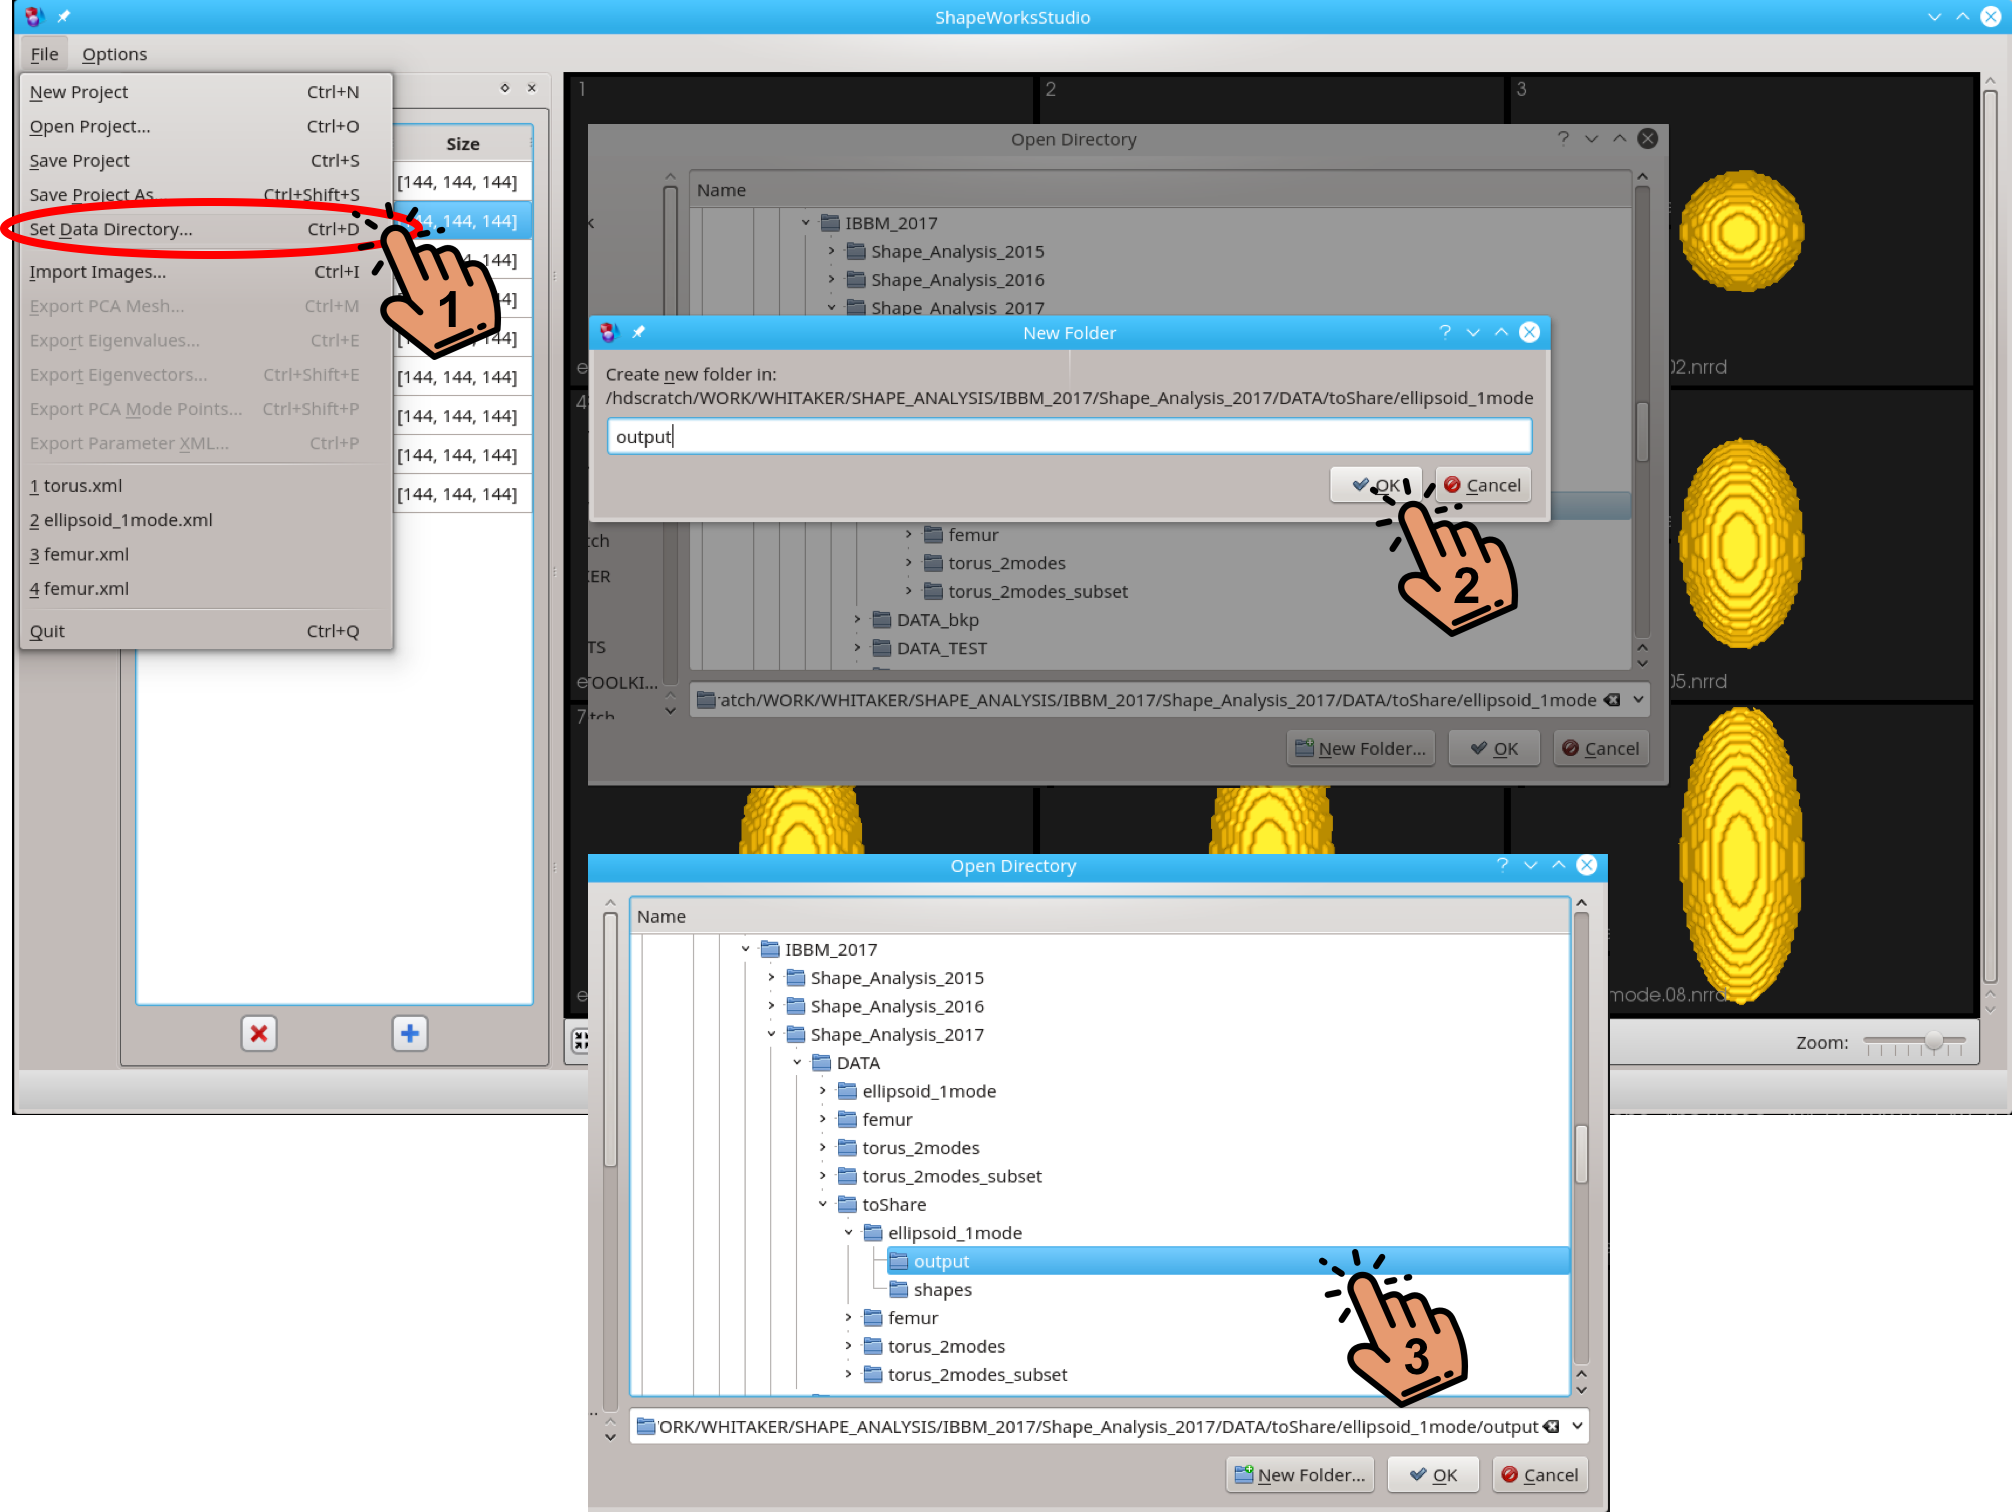 ShapeWorksStudio
File Options
New Project Ctrl+N
Open Project... Ctrl+O
Save Project Ctrl+S
Save Project As Ctrl+Shift+S
Set Data Directory... Ctrl+D
Import Images... Ctrl+I
Export PCA Mesh... Ctrl+M
Export Eigenvalues... Ctrl+E
Export Eigenvectors... Ctrl+Shift+E
Export PCA Mode Points... Ctrl+Shift+P
Export Parameter XML... Ctrl+P
1 torus.xml
2 ellipsoid_1mode.xml
3 femur.xml
4 femur.xml
Quit Ctrl+Q
Size
[144, 144, 144]
144, 144]
144]
144]
144]
[144, 144, 144]
[144, 144, 144]
[144, 144, 144]
[144, 144, 144]
1
1 2 3
4
7
02.nrrd
05.nrrd
mode.08.nrrd
Open Directory
Name
IBBM_2017
Shape_Analysis_2015
Shape_Analysis_2016
Shape_Analysis_2017
New Folder
Create new folder in:
/hdscratch/WORK/WHITAKER/SHAPE_ANALYSIS/IBBM_2017/Shape_Analysis_2017/DATA/toShare/ellipsoid_1mode
output
OK Cancel
2
tch
ER
TS
TOOLKI...
tch
femur
torus_2modes
torus_2modes_subset
DATA_bkp
DATA_TEST
ratch/WORK/WHITAKER/SHAPE_ANALYSIS/IBBM_2017/Shape_Analysis_2017/DATA/toShare/ellipsoid_1mode
New Folder... OK Cancel
Open Directory
Name
IBBM_2017
Shape_Analysis_2015
Shape_Analysis_2016
Shape_Analysis_2017
DATA
ellipsoid_1mode
femur
torus_2modes
torus_2modes_subset
toShare
ellipsoid_1mode
output
shapes
femur
torus_2modes
torus_2modes_subset
3
ORK/WHITAKER/SHAPE_ANALYSIS/IBBM_2017/Shape_Analysis_2017/DATA/toShare/ellipsoid_1mode/output
New Folder... OK Cancel
Zoom: